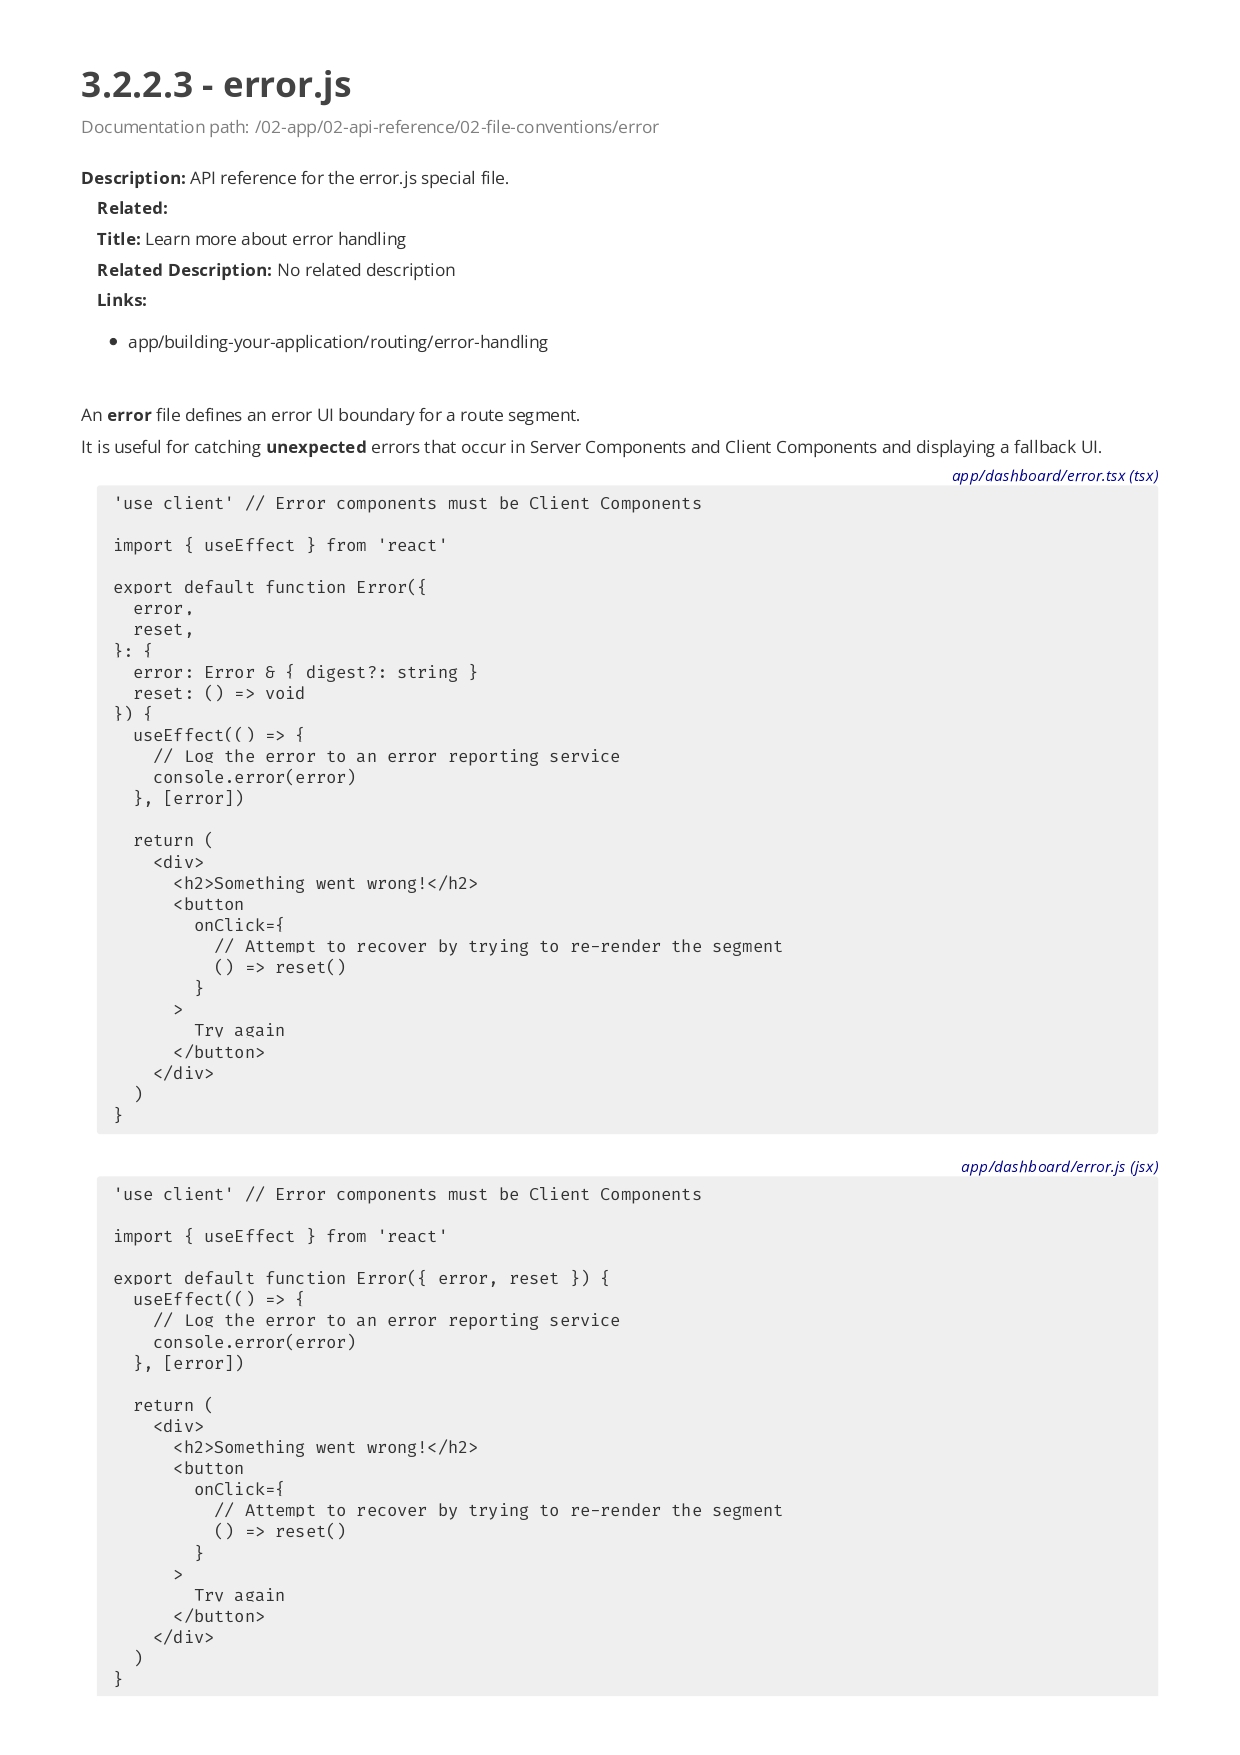 3.2.2.3 - error.js
Documentation path: /02-app/02-api-reference/02-file-conventions/error
Description: API reference for the error.js special file.
Related:
Title: Learn more about error handling
Related Description: No related description
Links:
• app/building-your-application/routing/error-handling
An error file defines an error UI boundary for a route segment.
It is useful for catching unexpected errors that occur in Server Components and Client Components and displaying a fallback UI.
app/dashboard/error.tsx (tsx)
'use client' // Error components must be Client Components

import { useEffect } from 'react'

export default function Error({
  error,
  reset,
}: {
  error: Error & { digest?: string }
  reset: () => void
}) {
  useEffect(() => {
    // Log the error to an error reporting service
    console.error(error)
  }, [error])

  return (
    <div>
      <h2>Something went wrong!</h2>
      <button
        onClick={
          // Attempt to recover by trying to re-render the segment
          () => reset()
        }
      >
        Try again
      </button>
    </div>
  )
}
app/dashboard/error.js (jsx)
'use client' // Error components must be Client Components

import { useEffect } from 'react'

export default function Error({ error, reset }) {
  useEffect(() => {
    // Log the error to an error reporting service
    console.error(error)
  }, [error])

  return (
    <div>
      <h2>Something went wrong!</h2>
      <button
        onClick={
          // Attempt to recover by trying to re-render the segment
          () => reset()
        }
      >
        Try again
      </button>
    </div>
  )
}